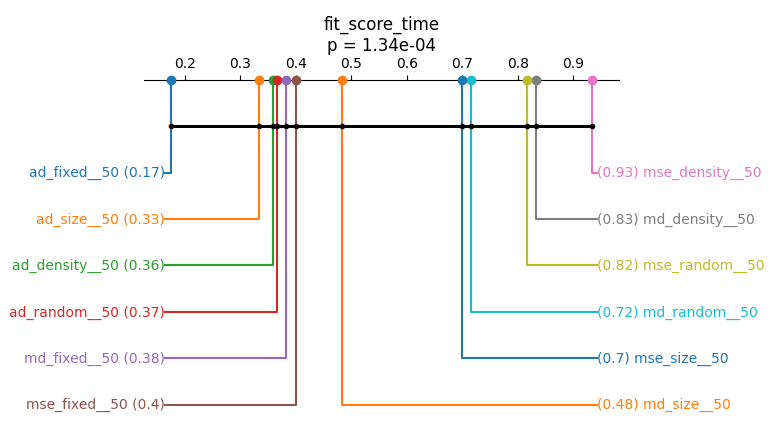 fit_score_time
p = 1.34e-04
0.2 0.3 0.4 0.5 0.6 0.7 0.8 0.9
ad_fixed__50 (0.17) (0.93) mse_density__50
ad_size__50 (0.33) (0.83) md_density__50
ad_density__50 (0.36) (0.82) mse_random__50
ad_random__50 (0.37) (0.72) md_random__50
md_fixed__50 (0.38) (0.7) mse_size__50
mse_fixed__50 (0.4) (0.48) md_size__50